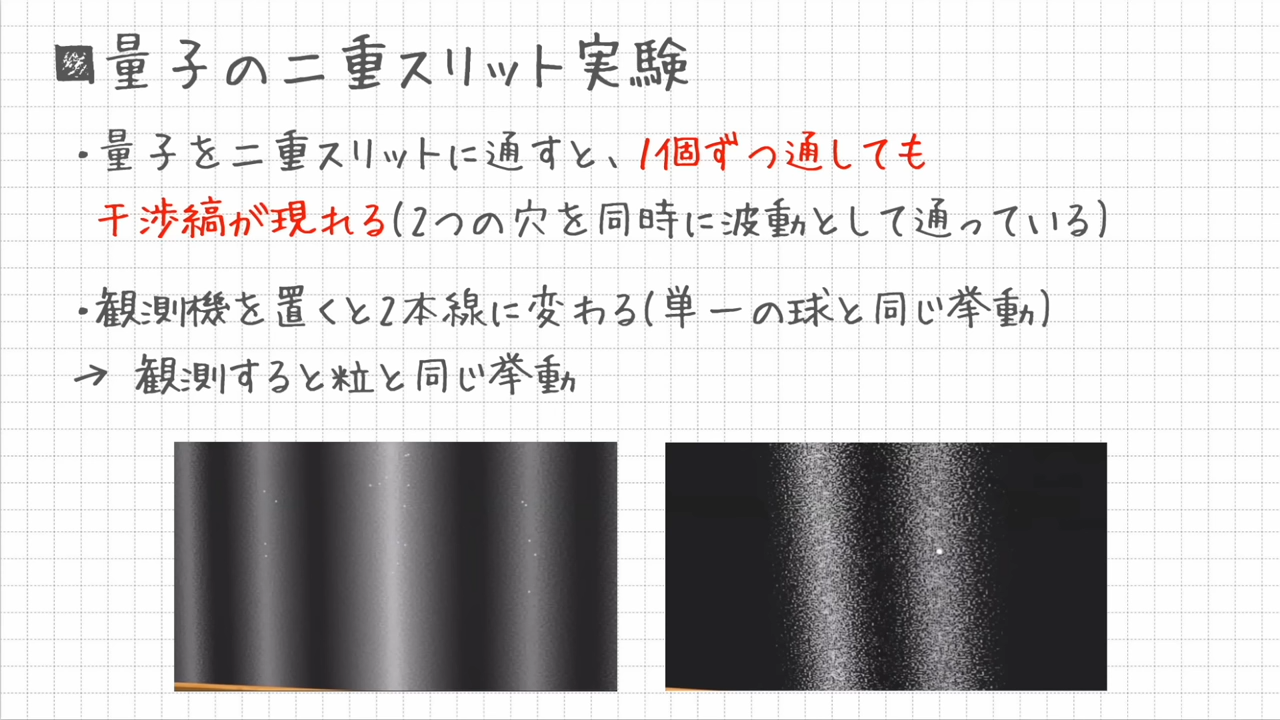 ■量子の二重スリット実験
・量子を二重スリットに通すと、1個ずつ通しても
干渉縞が現れる(2つの穴を同時に波動として通っている)
・観測機を置くと2本線に変わる(単一の球と同じ挙動)
→ 観測すると粒と同じ挙動